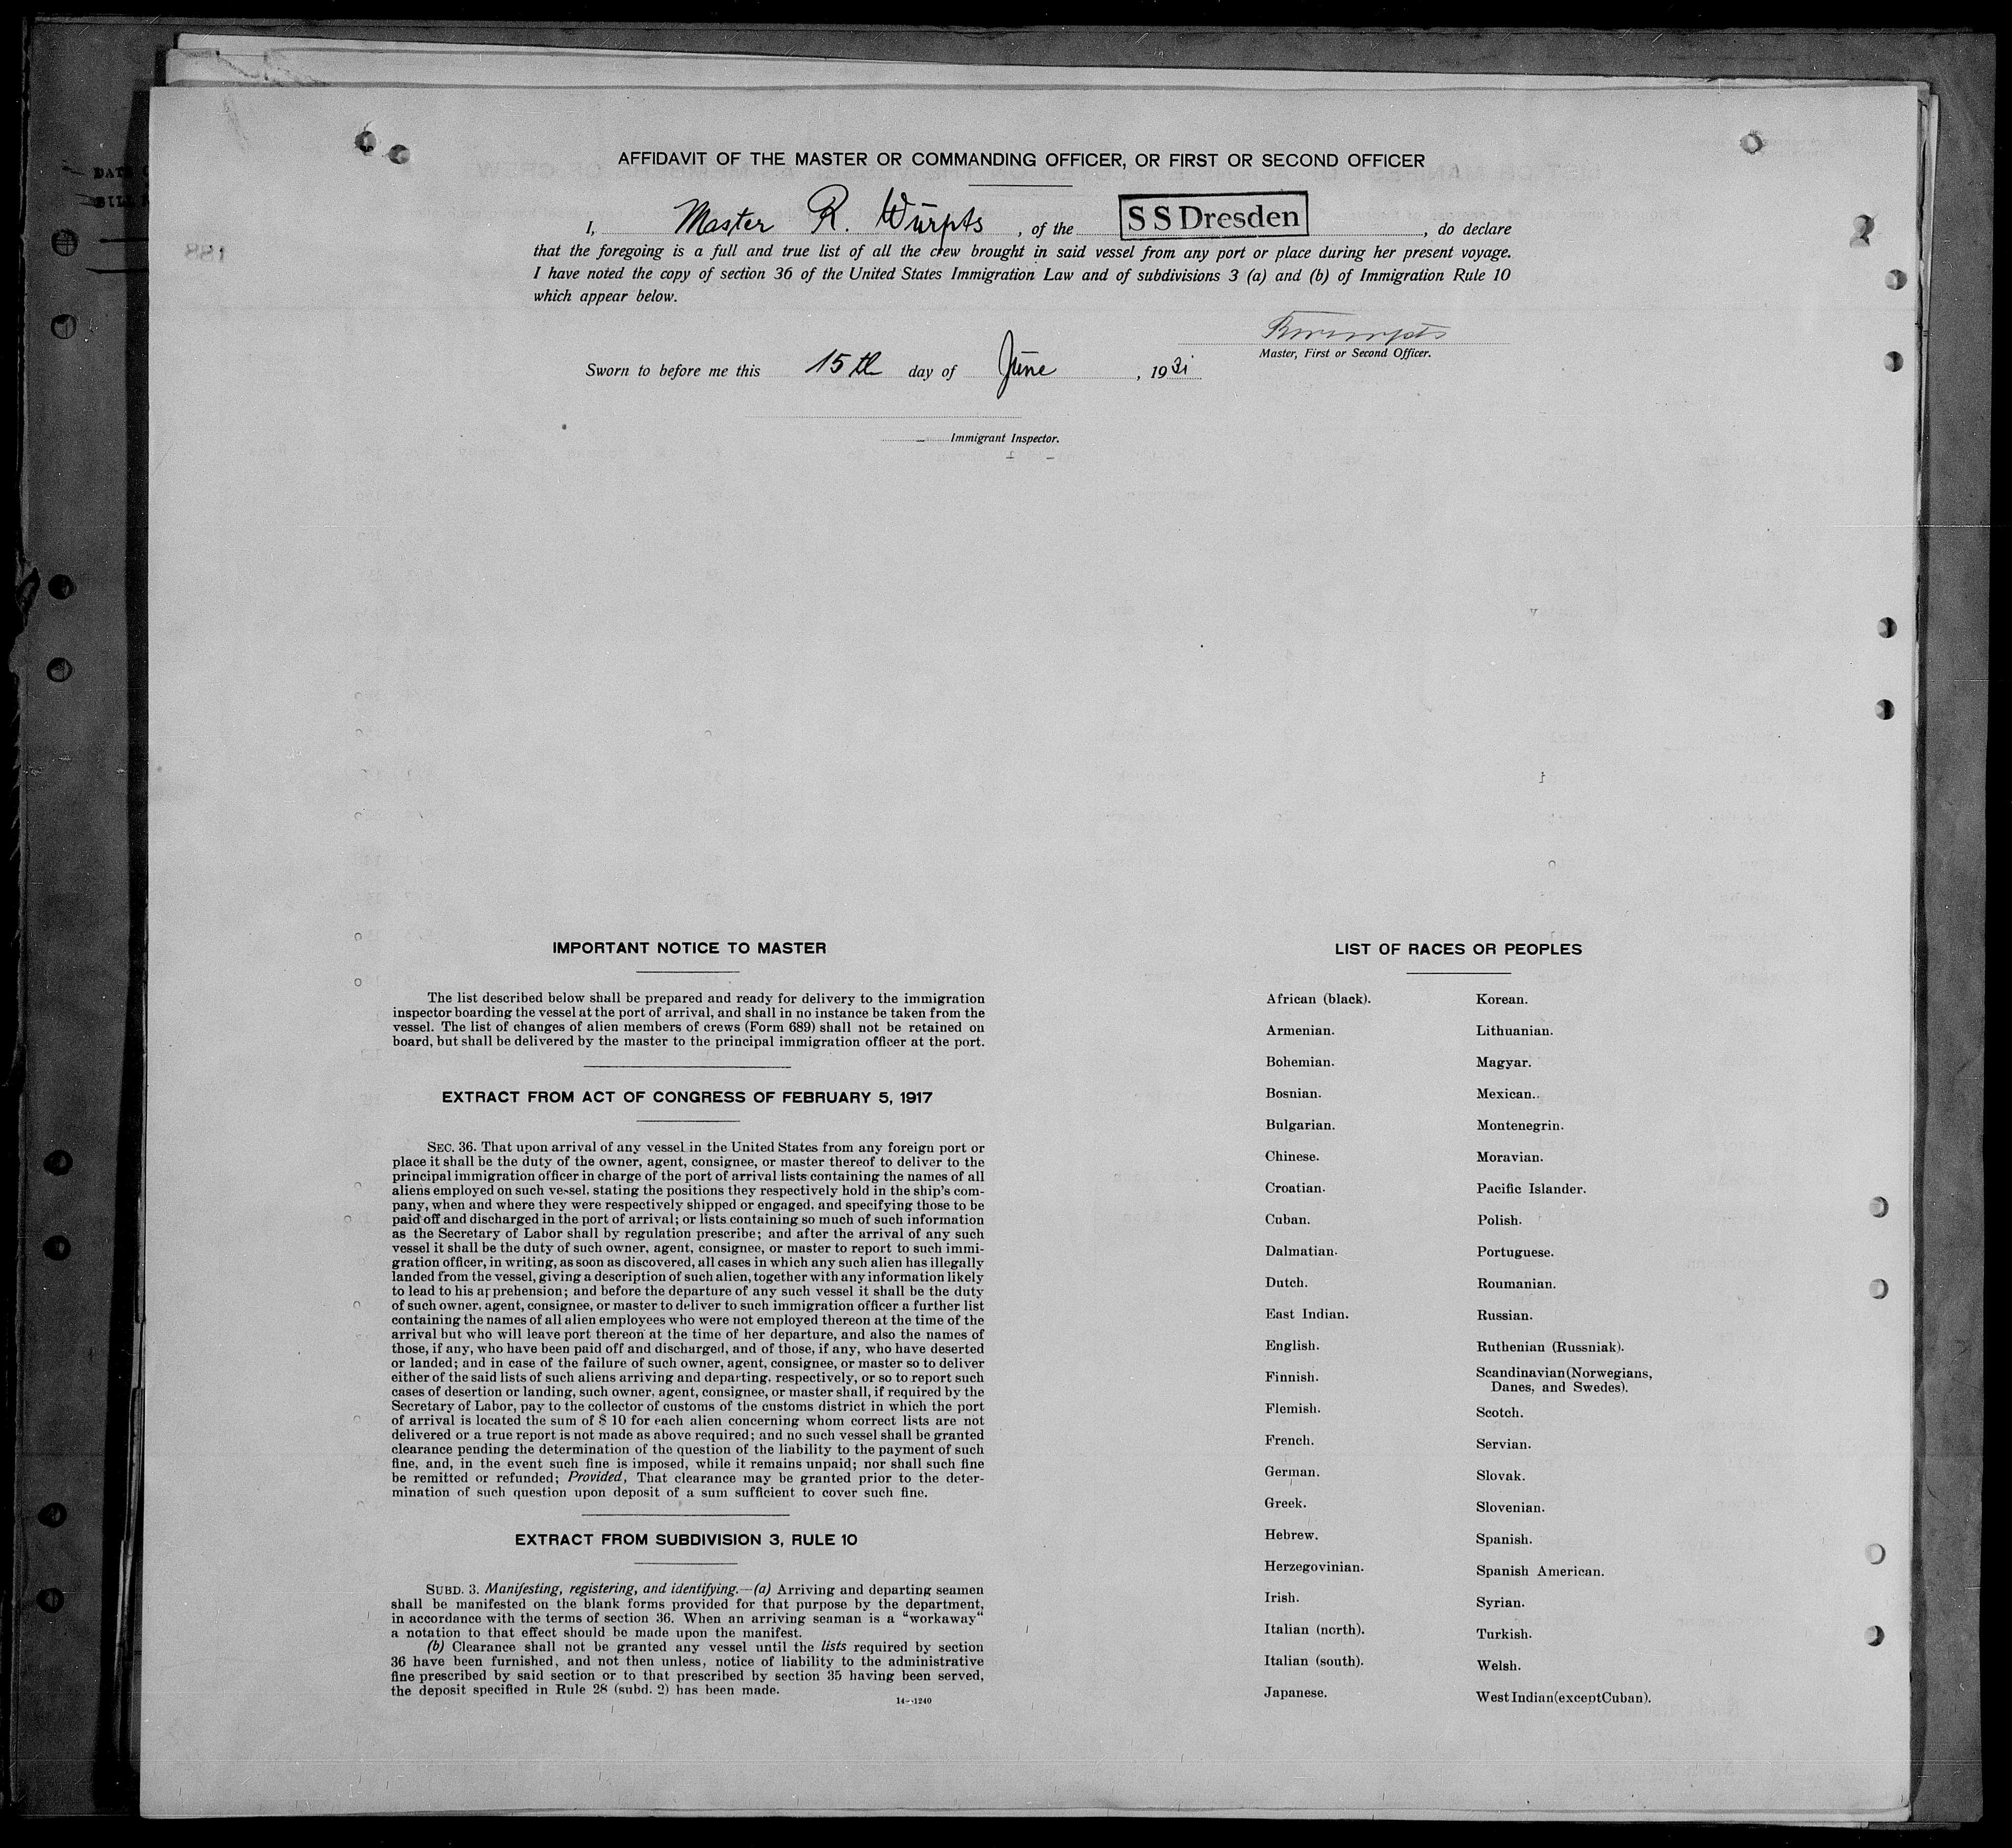 AFFIDAVIT OF THE MASTER OR COMMANDING OFFICER, OR FIRST OR SECOND OFFICER
I, Master R. Würpts, of the SS Dresden, do declare
that the foregoing is a full and true list of all the crew brought in said vessel from any port or place during her present voyage.
I have noted the copy of section 36 of the United States Immigration Law and of subdivisions 3 (a) and (b) of Immigration Rule 10
which appear below.
Master, First or Second Officer.
Sworn to before me this 15th day of June, 1931
Immigrant Inspector.
IMPORTANT NOTICE TO MASTER
The list described below shall be prepared and ready for delivery to the immigration
inspector boarding the vessel at the port of arrival, and shall in no instance be taken from the
vessel. The list of changes of alien members of crews (Form 689) shall not be retained on
board, but shall be delivered by the master to the principal immigration officer at the port.
EXTRACT FROM ACT OF CONGRESS OF FEBRUARY 5, 1917
SEC. 36. That upon arrival of any vessel in the United States from any foreign port or
place it shall be the duty of the owner, agent, consignee, or master thereof to deliver to the
principal immigration officer in charge of the port of arrival lists containing the names of all
aliens employed on such vessel, stating the positions they respectively hold in the ship's com-
pany, when and where they were respectively shipped or engaged, and specifying those to be
paid off and discharged in the port of arrival; or lists containing so much of such information
as the Secretary of Labor shall by regulation prescribe; and after the arrival of any such
vessel it shall be the duty of such owner, agent, consignee, or master to report to such immi-
gration officer, in writing, as soon as discovered, all cases in which any such alien has illegally
landed from the vessel, giving a description of such alien, together with any information likely
to lead to his apprehension; and before the departure of any such vessel it shall be the duty
of such owner, agent, consignee, or master to deliver to such immigration officer a further list
containing the names of all alien employees who were not employed thereon at the time of the
arrival but who will leave port thereon at the time of her departure, and also the names of
those, if any, who have been paid off and discharged, and of those, if any, who have deserted
or landed; and in case of the failure of such owner, agent, consignee, or master so to deliver
either of the said lists of such aliens arriving and departing, respectively, or so to report such
cases of desertion or landing, such owner, agent, consignee, or master shall, if required by the
Secretary of Labor, pay to the collector of customs of the customs district in which the port
of arrival is located the sum of $ 10 for each alien concerning whom correct lists are not
delivered or a true report is not made as above required; and no such vessel shall be granted
clearance pending the determination of the question of the liability to the payment of such
fine, and, in the event such fine is imposed, while it remains unpaid; nor shall such fine
be remitted or refunded; Provided, That clearance may be granted prior to the deter-
mination of such question upon deposit of a sum sufficient to cover such fine.
EXTRACT FROM SUBDIVISION 3, RULE 10
SUBD. 3. Manifesting, registering, and identifying.—(a) Arriving and departing seamen
shall be manifested on the blank forms provided for that purpose by the department,
in accordance with the terms of section 36. When an arriving seaman is a "workaway"
a notation to that effect should be made upon the manifest.
(b) Clearance shall not be granted any vessel until the lists required by section
36 have been furnished, and not then unless, notice of liability to the administrative
fine prescribed by said section or to that prescribed by section 35 having been served,
the deposit specified in Rule 28 (subd. 2) has been made.
14—1240
LIST OF RACES OR PEOPLES
African (black).
Armenian.
Bohemian.
Bosnian.
Bulgarian.
Chinese.
Croatian.
Cuban.
Dalmatian.
Dutch.
East Indian.
English.
Finnish.
Flemish.
French.
German.
Greek.
Hebrew.
Herzegovinian.
Irish.
Italian (north).
Italian (south).
Japanese.
Korean.
Lithuanian.
Magyar.
Mexican.
Montenegrin.
Moravian.
Pacific Islander.
Polish.
Portuguese.
Roumanian.
Russian.
Ruthenian (Russniak).
Scandinavian (Norwegians,
Danes, and Swedes).
Scotch.
Servian.
Slovak.
Slovenian.
Spanish.
Spanish American.
Syrian.
Turkish.
Welsh.
West Indian (except Cuban).